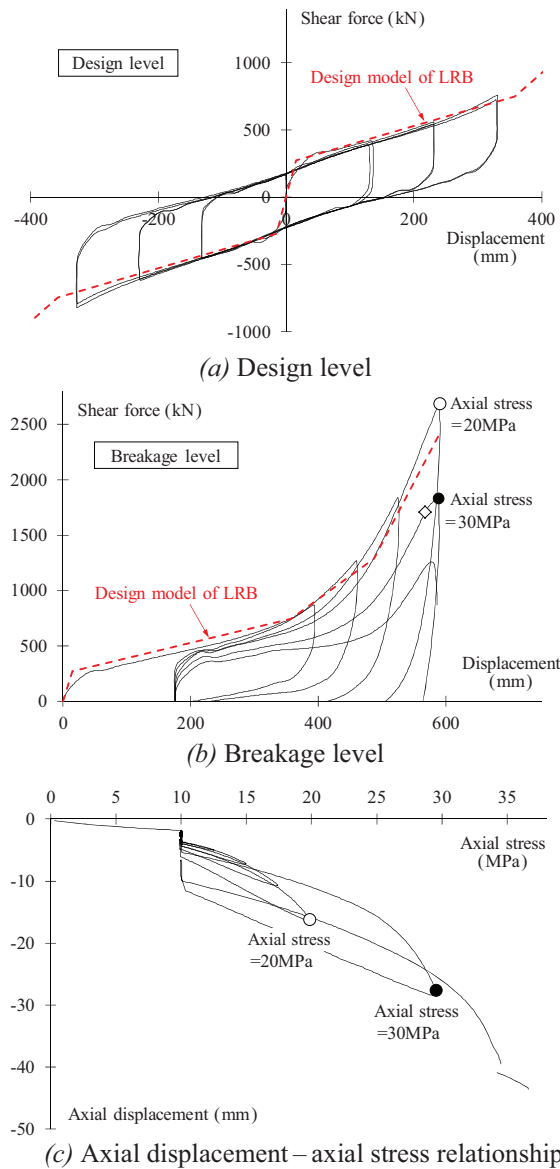 Shear force (kN)
Design level
1000
Design model of LRB
500
0
-400
-200
0
200
400
Displacement
(mm)
-500
-1000
(a) Design level
Shear force (kN)
2500
Axial stress
=20MPa
Breakage level
2000
Axial stress
=30MPa
1500
1000
Design model of LRB
500
Displacement
(mm)
0
0
200
400
600
(b) Breakage level
0
5
10
15
20
25
30
35
0
Axial stress
(MPa)
-10
Axial stress
=20MPa
-20
Axial stress
=30MPa
-30
-40
Axial displacement (mm)
-50
(c) Axial displacement – axial stress relationship